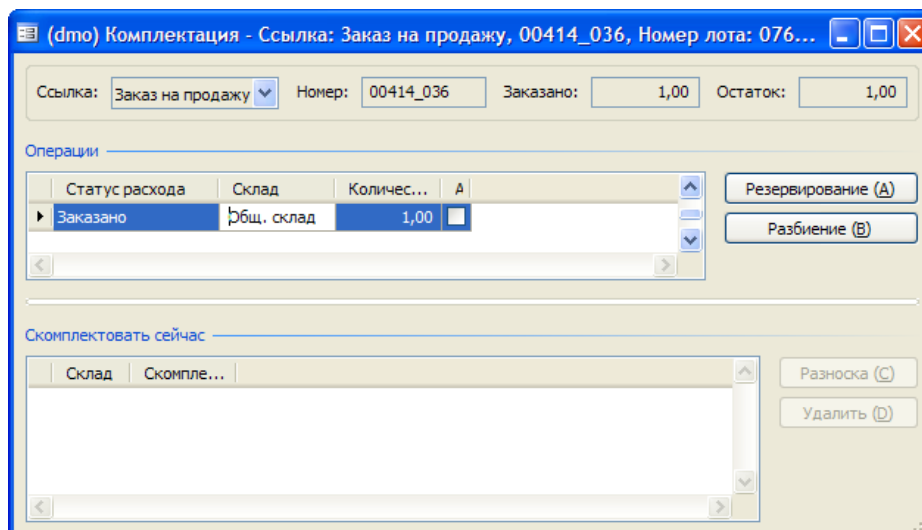 (dmo) Комплектация - Ссылка: Заказ на продажу, 00414_036, Номер лота: 076...
Ссылка: Заказ на продажу Номер: 00414_036 Заказано: 1,00 Остаток: 1,00
Операции
Статус расхода Склад Количес... А
Заказано Общ. склад 1,00
Резервирование (A)
Разбиение (B)
Скомплектовать сейчас
Склад Скомпле...
Разноска (C)
Удалить (D)